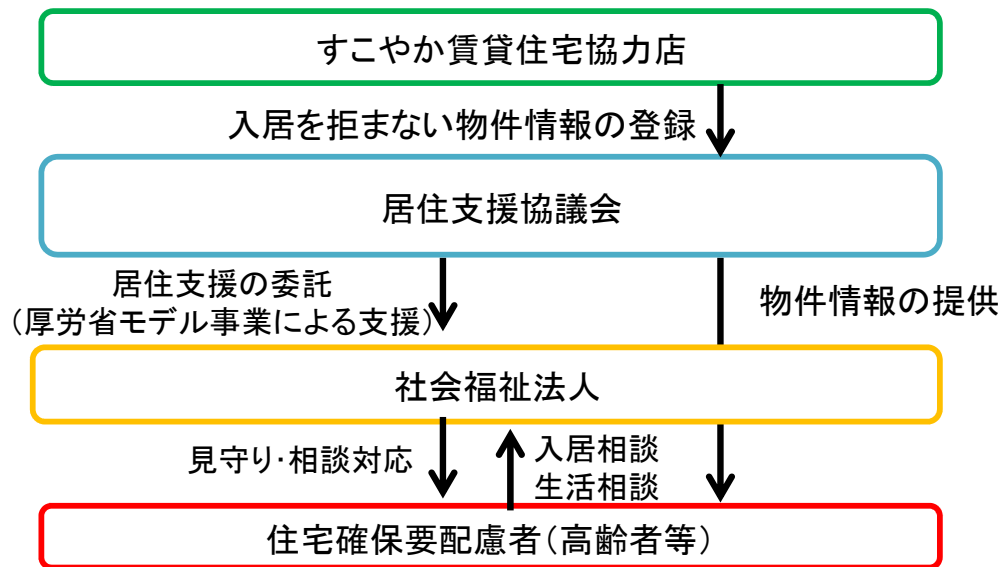 すこやか賃貸住宅協力店
入居を拒まない物件情報の登録
居住支援協議会
居住支援の委託
（厚労省モデル事業による支援）
物件情報の提供
社会福祉法人
見守り・相談対応
入居相談
生活相談
住宅確保要配慮者（高齢者等）